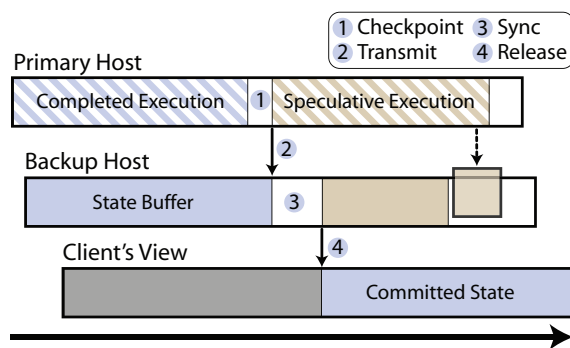 1 Checkpoint 3 Sync
2 Transmit 4 Release
Primary Host
Completed Execution 1 Speculative Execution
2
Backup Host
State Buffer 3
4
Client's View
Committed State